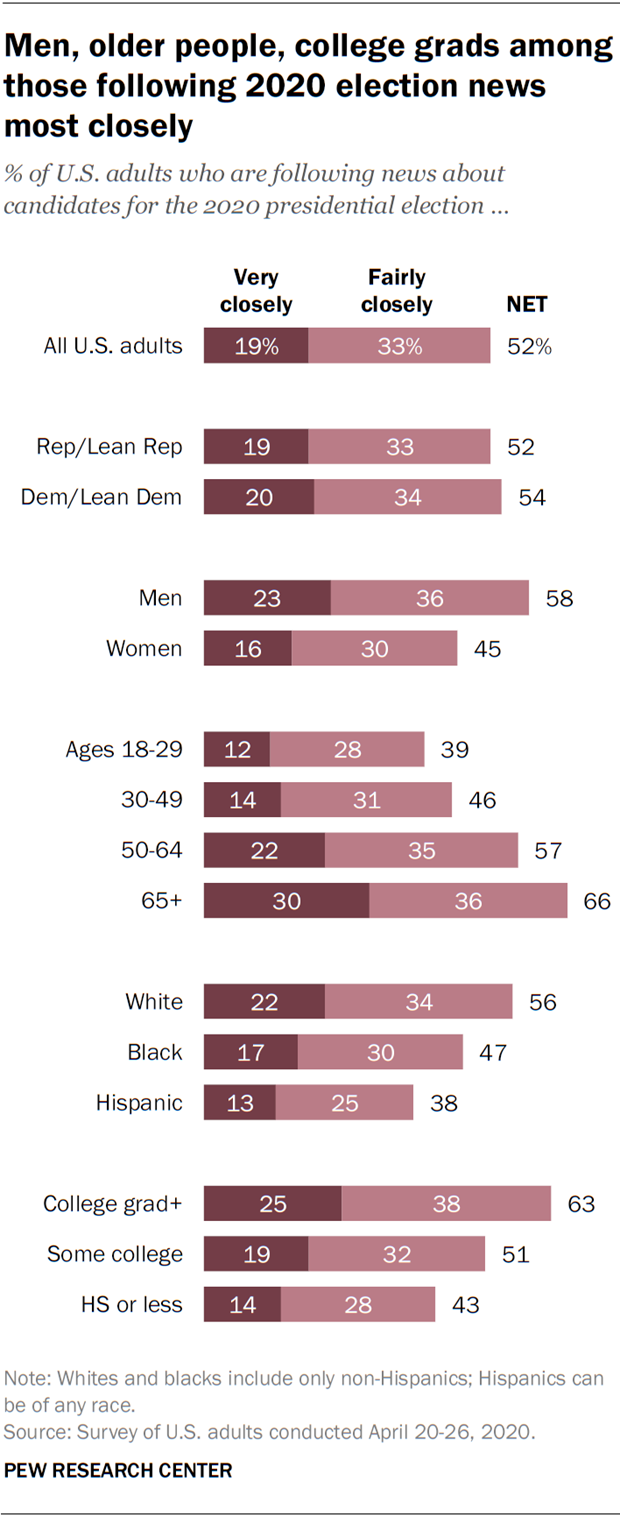 Men, older people, college grads among
those following 2020 election news
most closely
% of U.S. adults who are following news about
candidates for the 2020 presidential election ...
Very closely Fairly closely NET
All U.S. adults 19% 33% 52%
Rep/Lean Rep 19 33 52
Dem/Lean Dem 20 34 54
Men 23 36 58
Women 16 30 45
Ages 18-29 12 28 39
30-49 14 31 46
50-64 22 35 57
65+ 30 36 66
White 22 34 56
Black 17 30 47
Hispanic 13 25 38
College grad+ 25 38 63
Some college 19 32 51
HS or less 14 28 43
Note: Whites and blacks include only non-Hispanics; Hispanics can
be of any race.
Source: Survey of U.S. adults conducted April 20-26, 2020.
PEW RESEARCH CENTER